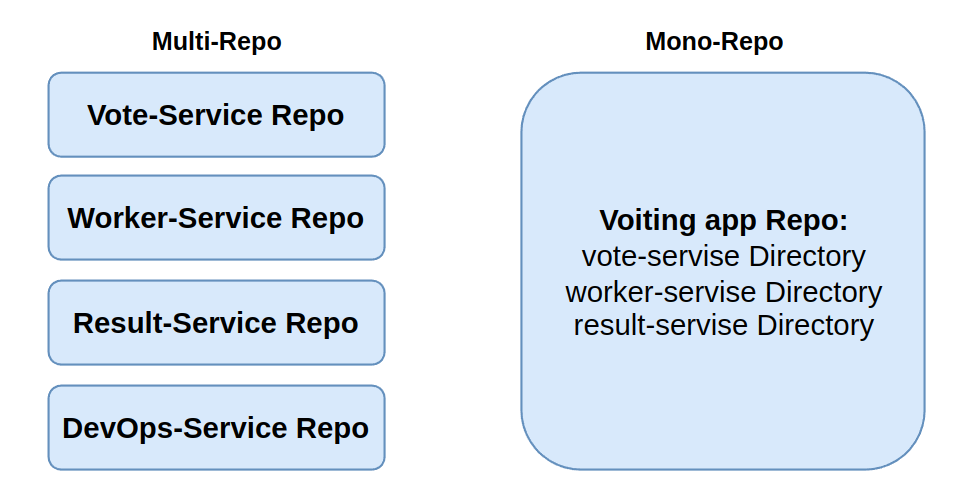 Multi-Repo
Vote-Service Repo
Worker-Service Repo
Result-Service Repo
DevOps-Service Repo
Mono-Repo
Voiting app Repo:
vote-servise Directory
worker-servise Directory
result-servise Directory